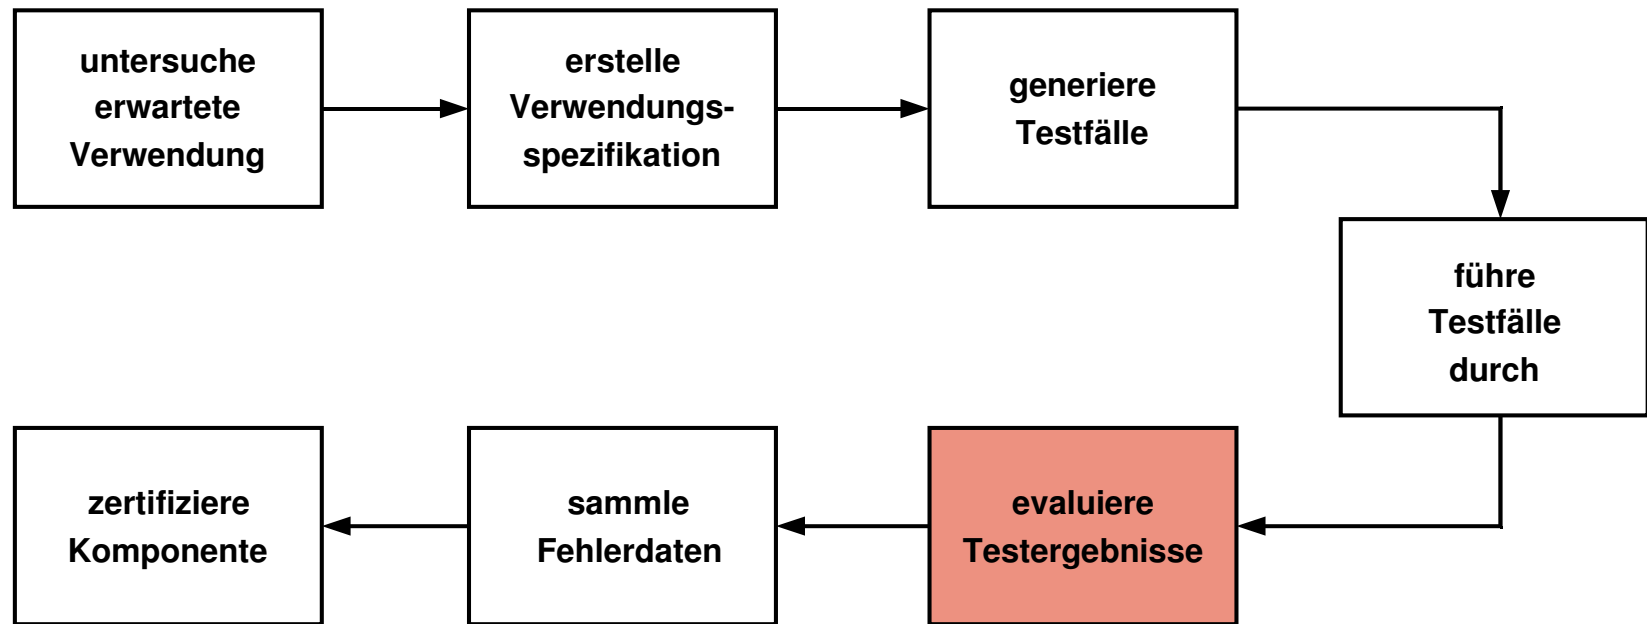 untersuche
erwartete
Verwendung
erstelle
Verwendungs-
spezifikation
generiere
Testfälle
führe
Testfälle
durch
evaluiere
Testergebnisse
sammle
Fehlerdaten
zertifiziere
Komponente